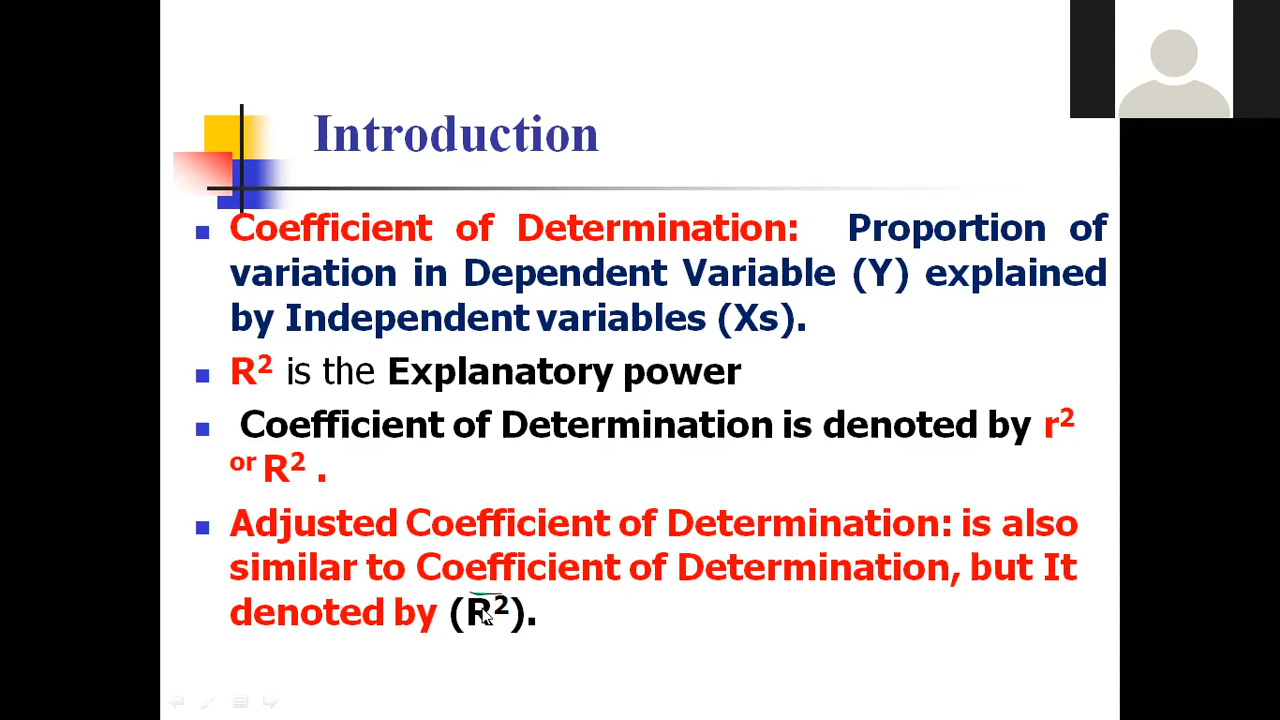 Introduction
Coefficient of Determination: Proportion of
variation in Dependent Variable (Y) explained
by Independent variables (Xs).
R² is the Explanatory power
Coefficient of Determination is denoted by r²
or R² .
Adjusted Coefficient of Determination: is also
similar to Coefficient of Determination, but It
denoted by (R̅²).